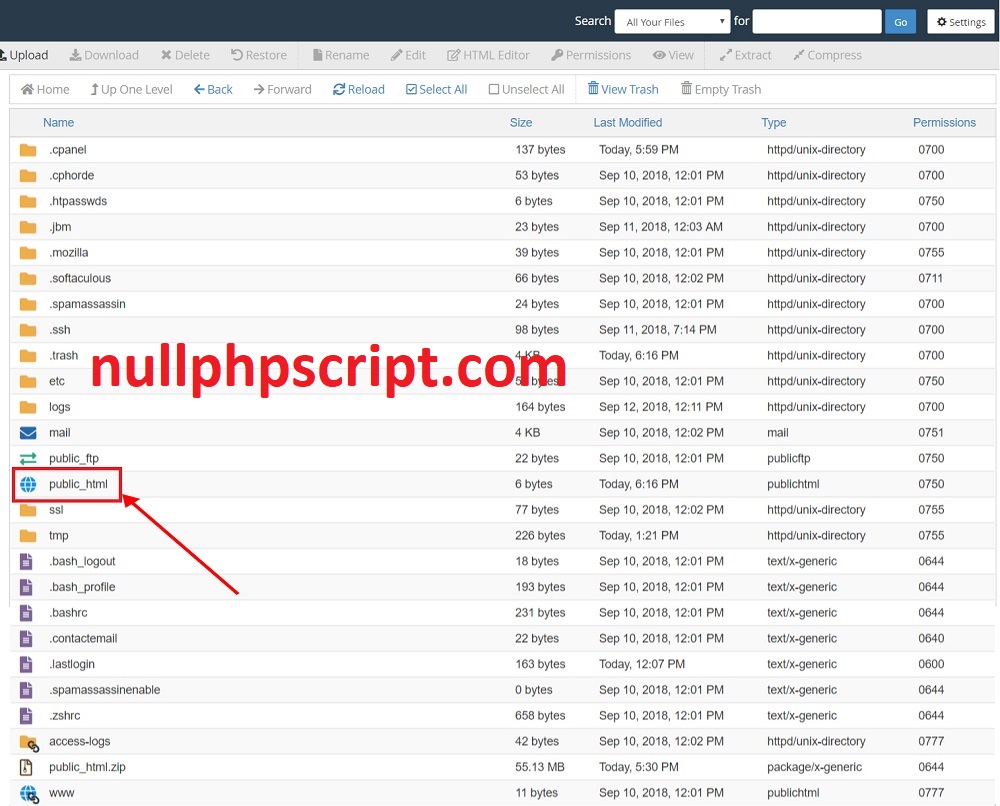 Search All Your Files for Go Settings
Upload Download Delete Restore Rename Edit HTML Editor Permissions View Extract Compress
Home Up One Level Back Forward Reload Select All Unselect All View Trash Empty Trash
Name Size Last Modified Type Permissions
.cpanel 137 bytes Today, 5:59 PM httpd/unix-directory 0700
.cphorde 53 bytes Sep 10, 2018, 12:01 PM httpd/unix-directory 0700
.htpasswds 6 bytes Sep 10, 2018, 12:01 PM httpd/unix-directory 0750
.jbm 23 bytes Sep 11, 2018, 12:03 AM httpd/unix-directory 0700
.mozilla 39 bytes Sep 10, 2018, 12:01 PM httpd/unix-directory 0755
.softaculous 66 bytes Sep 10, 2018, 12:02 PM httpd/unix-directory 0711
.spamassassin 24 bytes Sep 10, 2018, 12:01 PM httpd/unix-directory 0700
.ssh 98 bytes Sep 11, 2018, 7:14 PM httpd/unix-directory 0700
.trash 4 KB Today, 6:16 PM httpd/unix-directory 0700
nullphpscript.com
etc bytes Sep 10, 2018, 12:01 PM httpd/unix-directory 0750
logs 164 bytes Sep 12, 2018, 12:11 PM httpd/unix-directory 0700
mail 4 KB Sep 10, 2018, 12:02 PM mail 0751
public_ftp 22 bytes Sep 10, 2018, 12:01 PM publicftp 0750
public_html 6 bytes Today, 6:16 PM publichtml 0750
ssl 77 bytes Sep 10, 2018, 12:02 PM httpd/unix-directory 0755
tmp 226 bytes Today, 1:21 PM httpd/unix-directory 0755
.bash_logout 18 bytes Sep 10, 2018, 12:01 PM text/x-generic 0644
.bash_profile 193 bytes Sep 10, 2018, 12:01 PM text/x-generic 0644
.bashrc 231 bytes Sep 10, 2018, 12:01 PM text/x-generic 0644
.contactemail 22 bytes Sep 10, 2018, 12:01 PM text/x-generic 0640
.lastlogin 163 bytes Today, 12:07 PM text/x-generic 0600
.spamassassinenable 0 bytes Sep 10, 2018, 12:01 PM text/x-generic 0644
.zshrc 658 bytes Sep 10, 2018, 12:01 PM text/x-generic 0644
access-logs 42 bytes Sep 10, 2018, 12:02 PM httpd/unix-directory 0777
public_html.zip 55.13 MB Today, 5:30 PM package/x-generic 0644
www 11 bytes Sep 10, 2018, 12:01 PM publichtml 0777